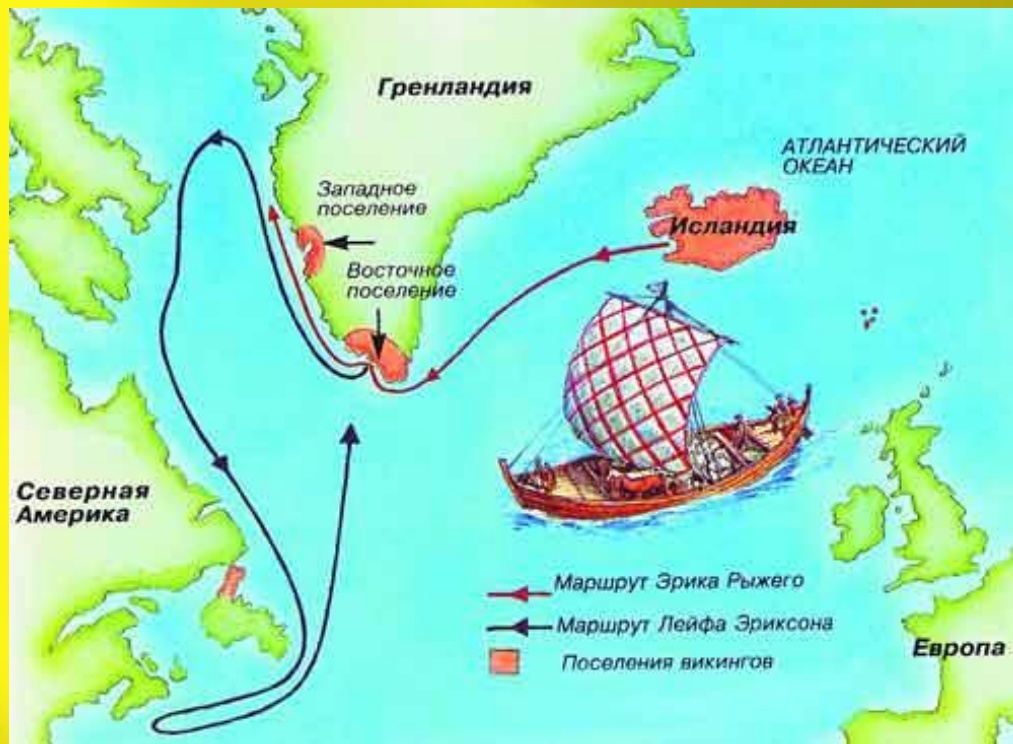 Гренландия
АТЛАНТИЧЕСКИЙ
ОКЕАН
Западное
поселение
Исландия
Восточное
поселение
Северная
Америка
Маршрут Эрика Рыжего
Маршрут Лейфа Эриксона
Европа
Поселения викингов